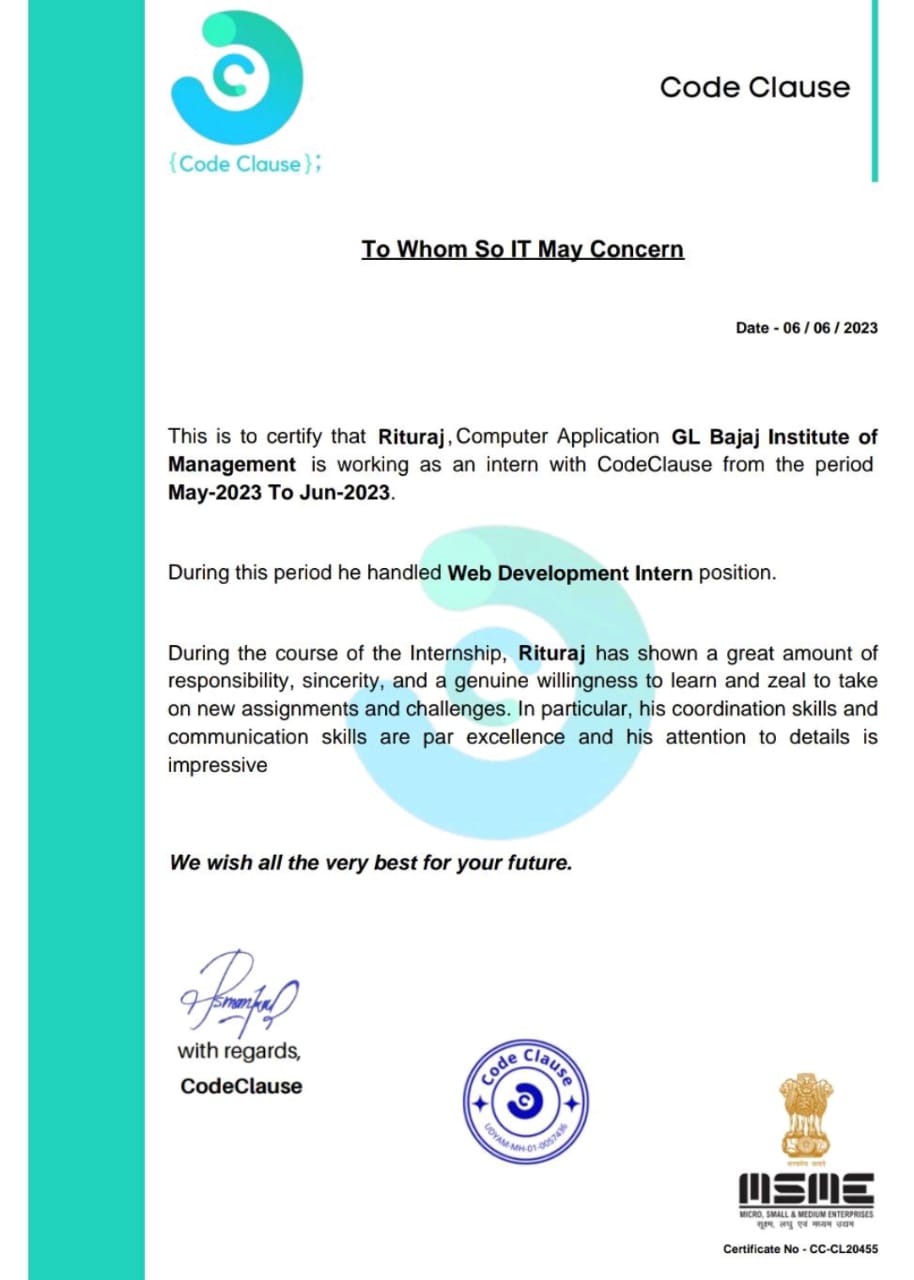 {Code Clause};
Code Clause
To Whom So IT May Concern
Date - 06 / 06 / 2023
This is to certify that Rituraj, Computer Application GL Bajaj Institute of
Management is working as an intern with CodeClause from the period
May-2023 To Jun-2023.
During this period he handled Web Development Intern position.
During the course of the Internship, Rituraj has shown a great amount of
responsibility, sincerity, and a genuine willingness to learn and zeal to take
on new assignments and challenges. In particular, his coordination skills and
communication skills are par excellence and his attention to details is
impressive
We wish all the very best for your future.
with regards,
CodeClause
Code Clause
UDYAM-MH-01-0057436
सत्यमेव जयते
MSME
MICRO, SMALL & MEDIUM ENTERPRISES
सूक्ष्म, लघु एवं मध्यम उद्यम
Certificate No - CC-CL20455